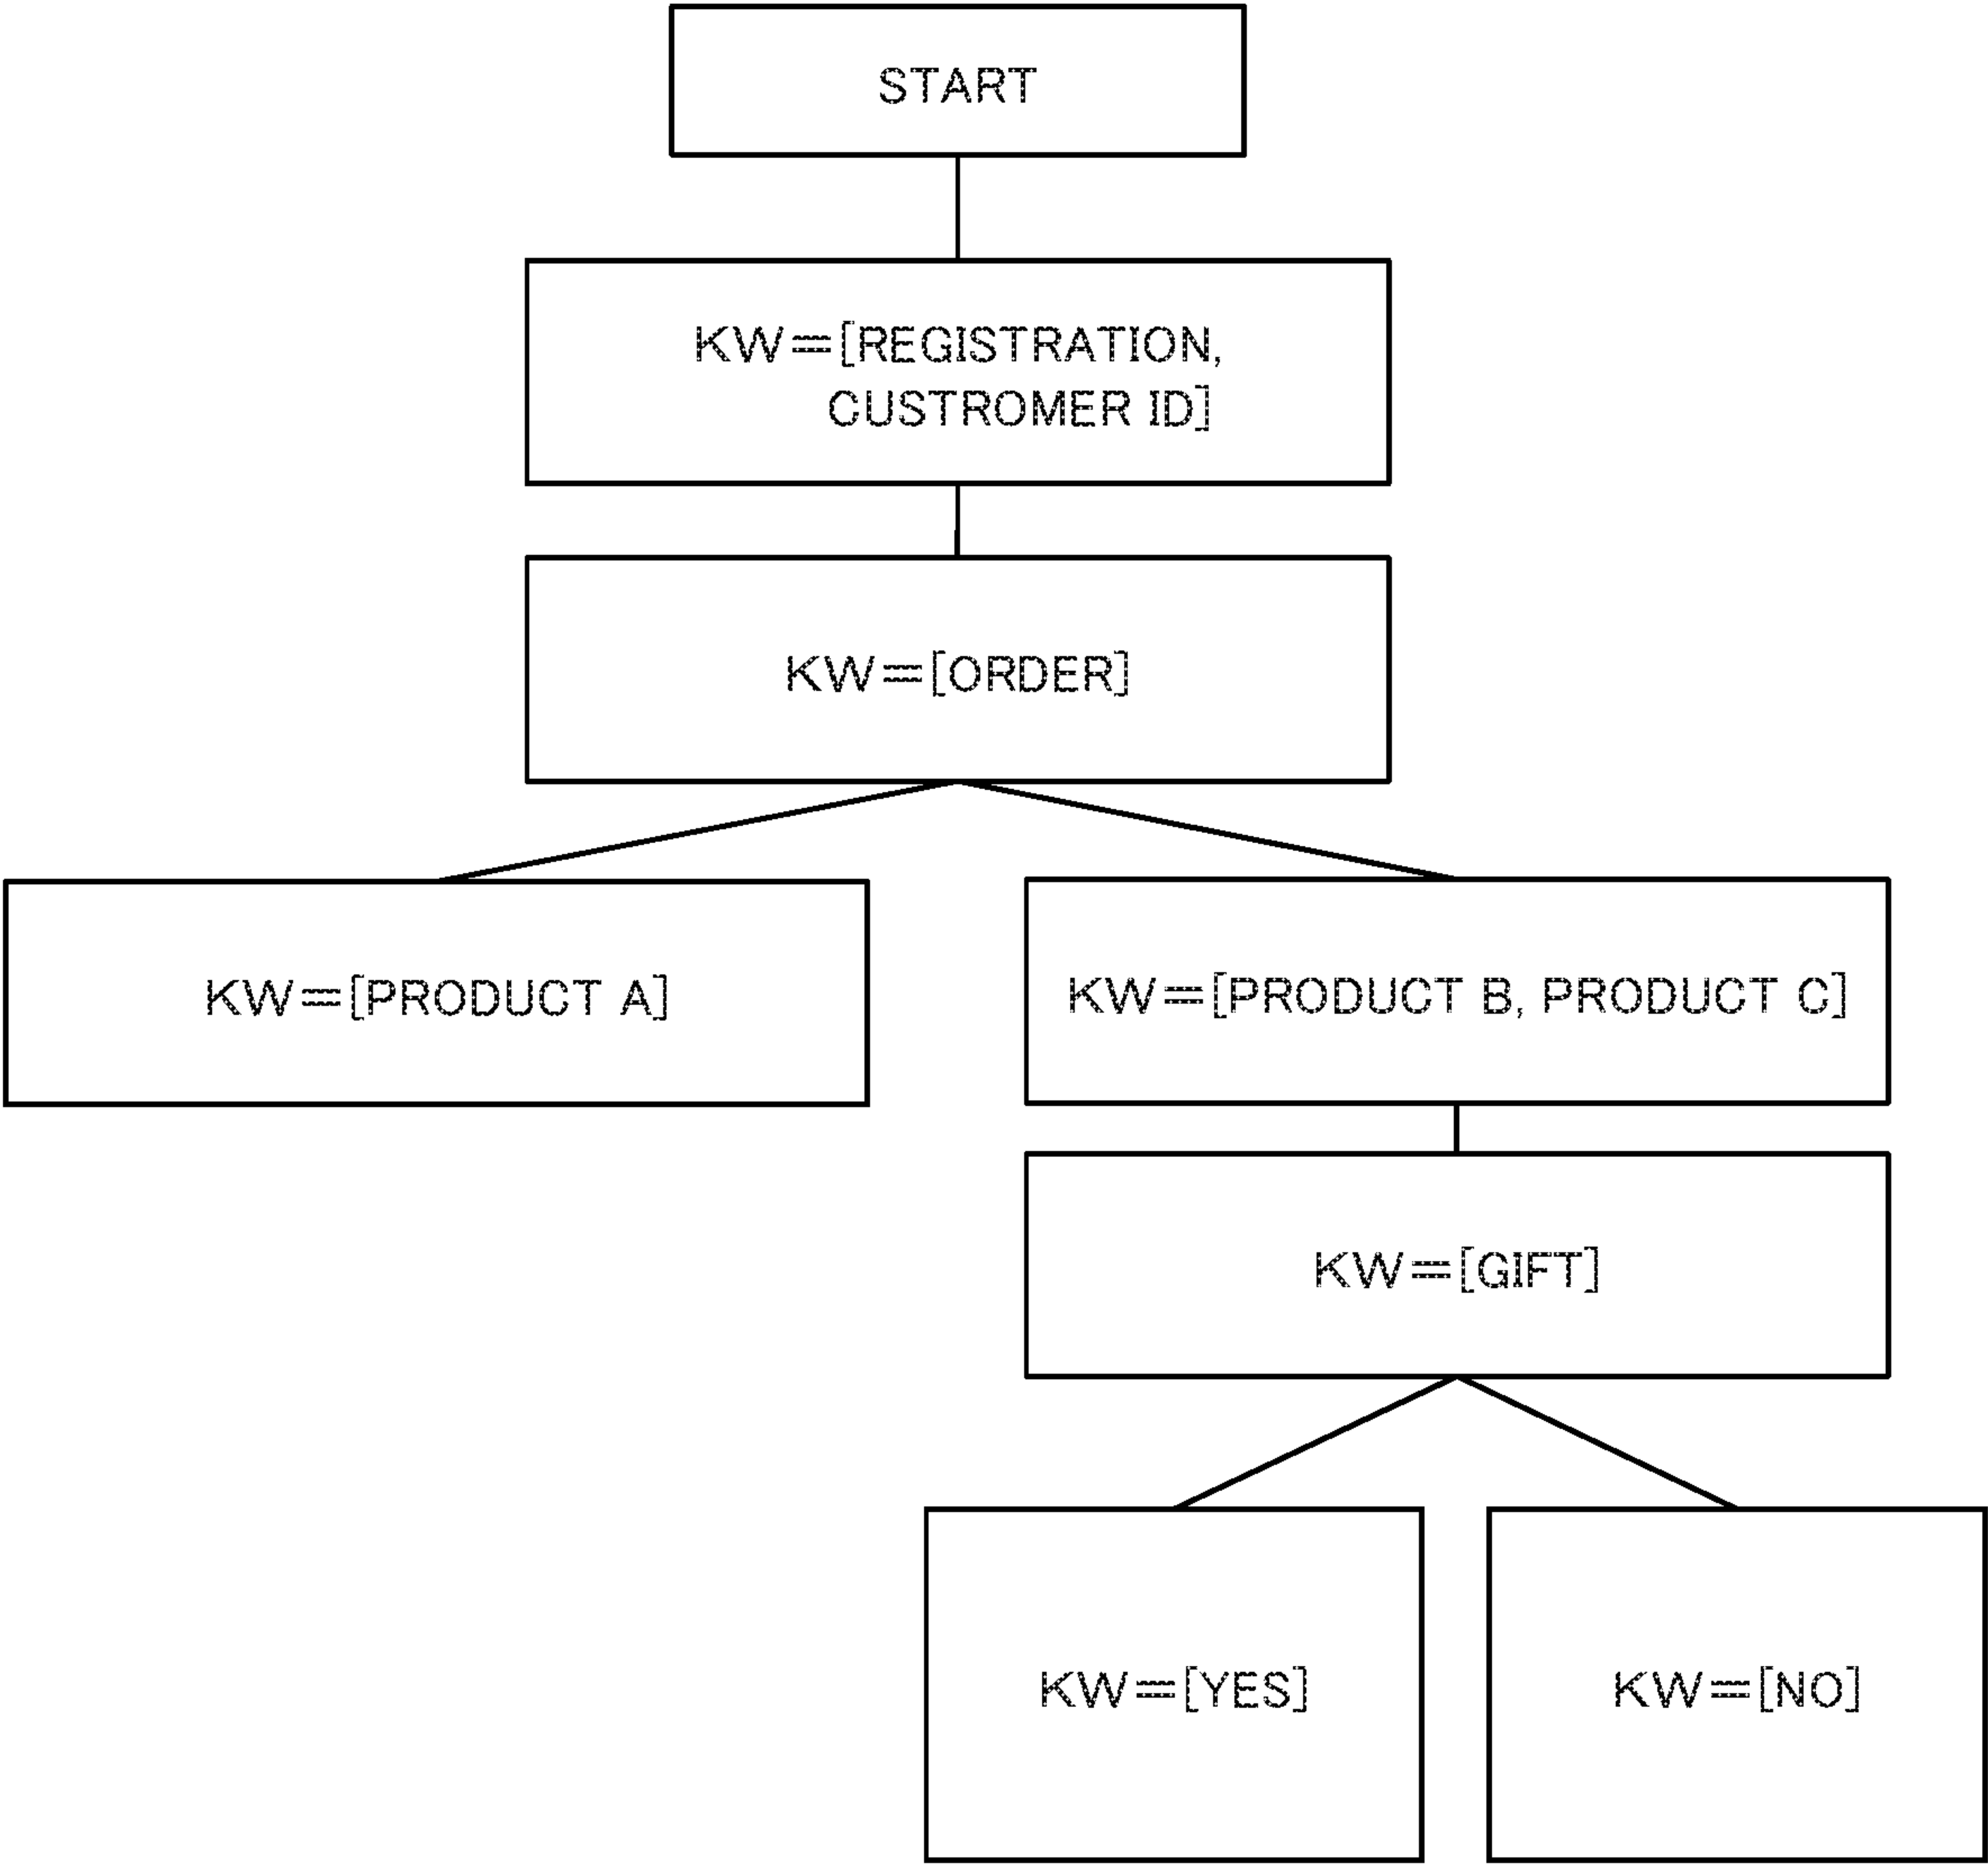 START
KW=[REGISTRATION,
CUSTROMER ID]
KW=[ORDER]
KW=[PRODUCT A]
KW=[PRODUCT B, PRODUCT C]
KW=[GIFT]
KW=[YES]
KW=[NO]